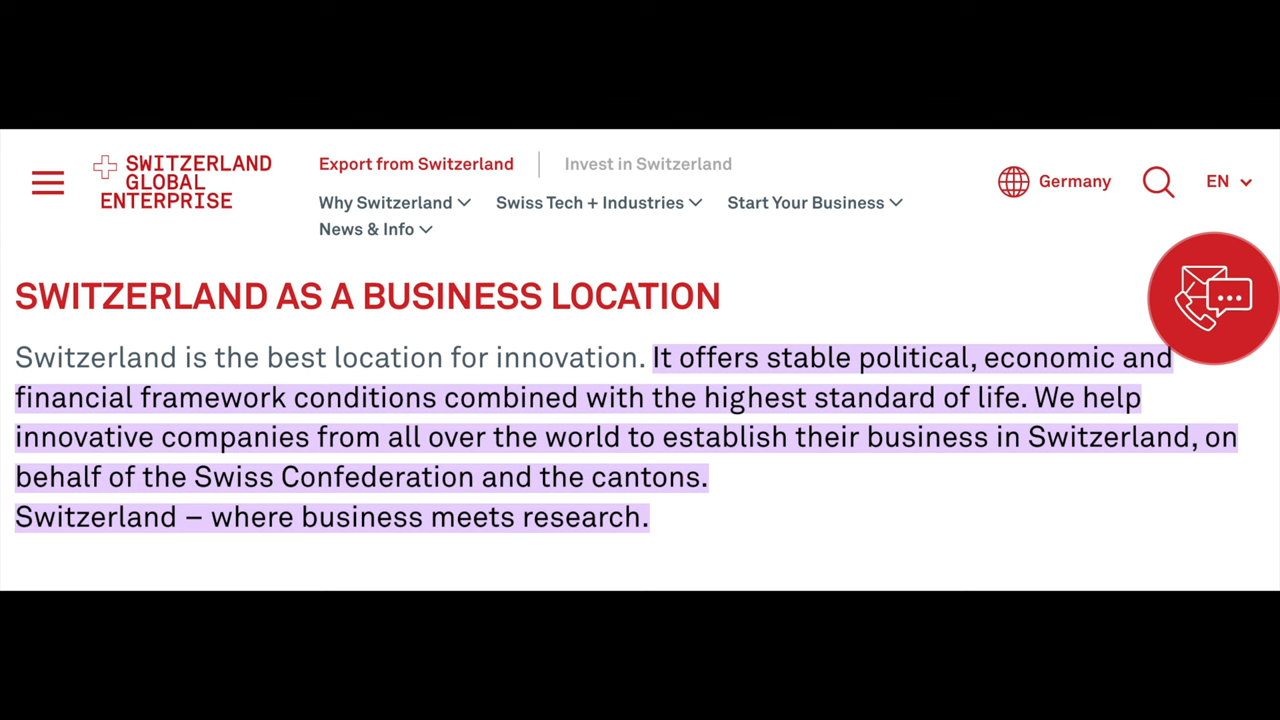 SWITZERLAND
GLOBAL
ENTERPRISE
Export from Switzerland
Invest in Switzerland
Why Switzerland
Swiss Tech + Industries
Start Your Business
News & Info
Germany
EN
SWITZERLAND AS A BUSINESS LOCATION
Switzerland is the best location for innovation. It offers stable political, economic and
financial framework conditions combined with the highest standard of life. We help
innovative companies from all over the world to establish their business in Switzerland, on
behalf of the Swiss Confederation and the cantons.
Switzerland – where business meets research.